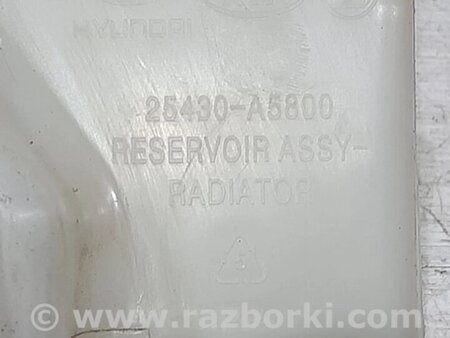 HYUNDAI
25430-A5800
RESERVOIR ASSY-
RADIATOR
www.razborki.com